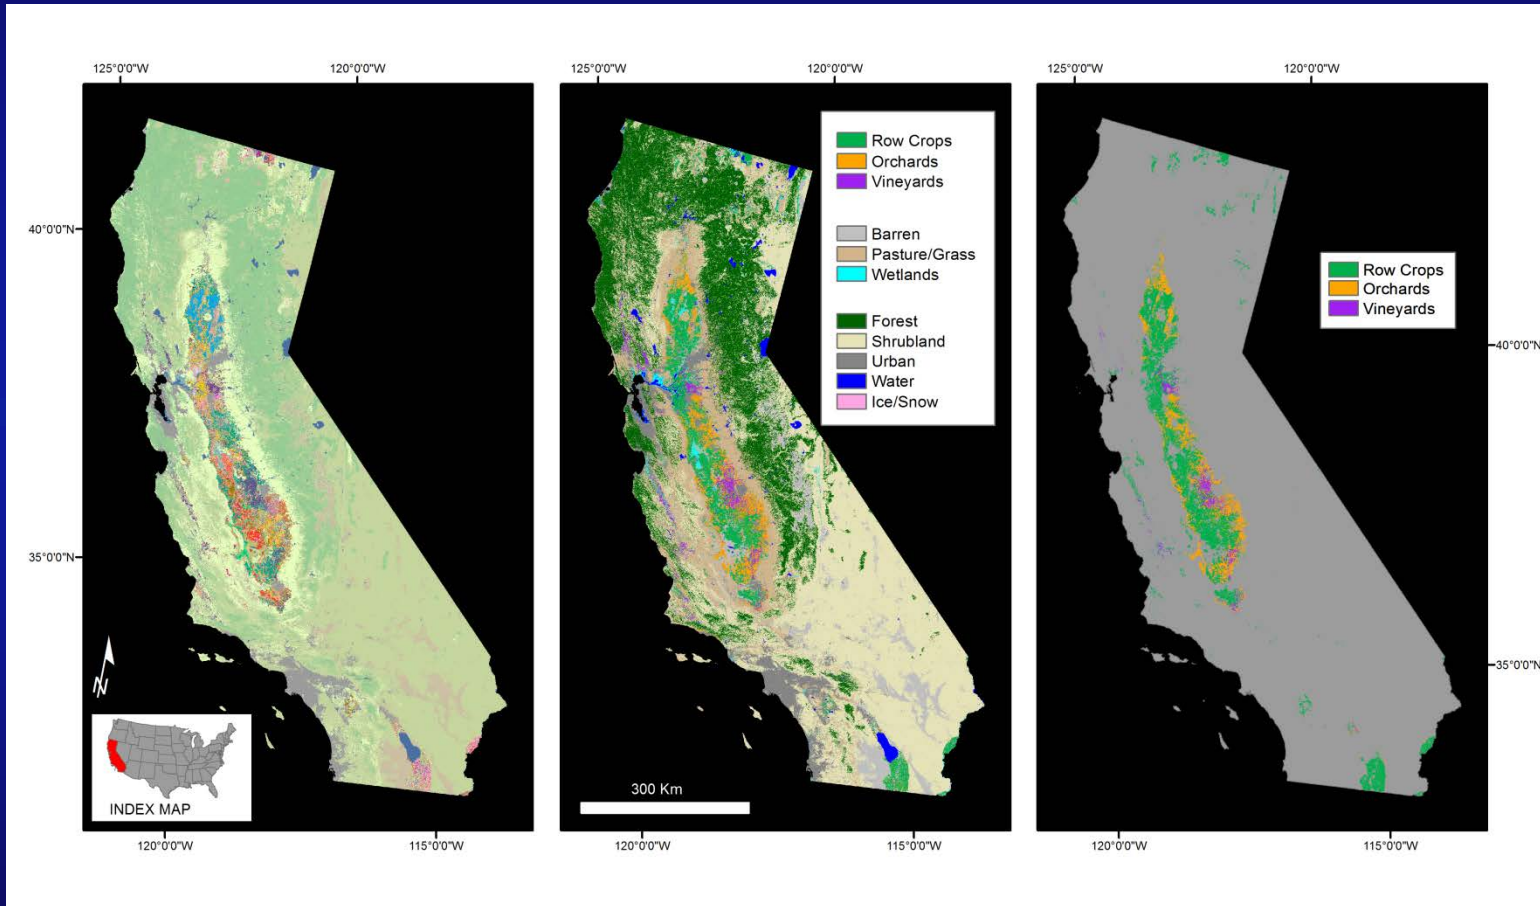 125°0'0"W
120°0'0"W
125°0'0"W
120°0'0"W
125°0'0"W
120°0'0"W
Row Crops
Orchards
Vineyards
Barren
Pasture/Grass
Wetlands
Forest
Shrubland
Urban
Water
Ice/Snow
Row Crops
Orchards
Vineyards
40°0'0"N
40°0'0"N
35°0'0"N
35°0'0"N
N
INDEX MAP
300 Km
120°0'0"W
115°0'0"W
120°0'0"W
115°0'0"W
120°0'0"W
115°0'0"W